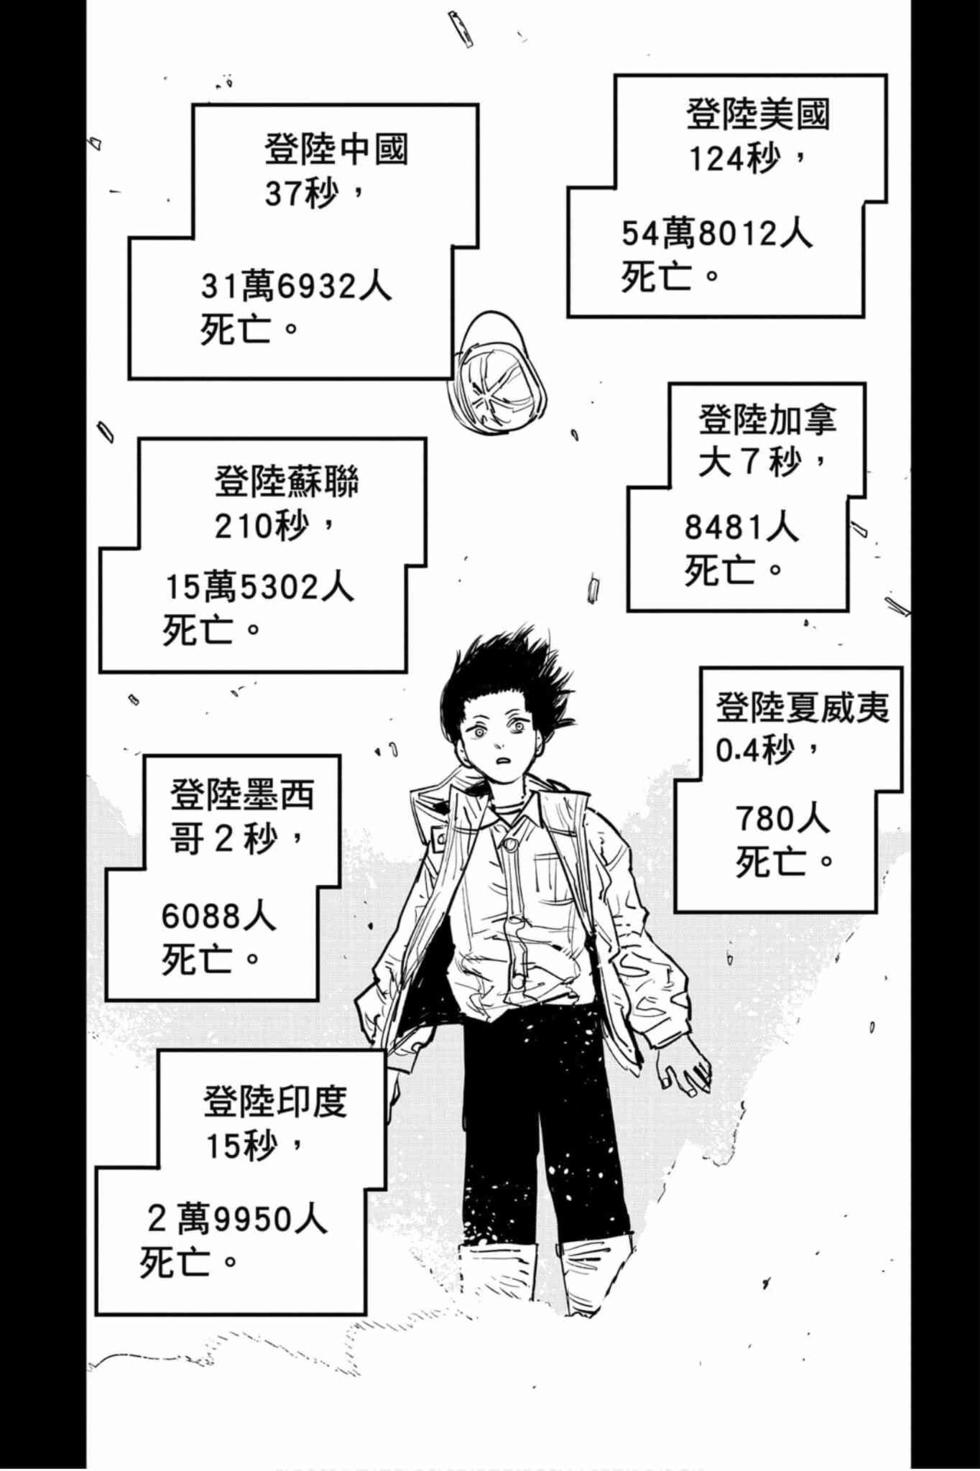 登陸美國
124秒，
54萬8012人
死亡。
登陸中國
37秒，
31萬6932人
死亡。
登陸加拿
大7秒，
8481人
死亡。
登陸蘇聯
210秒，
15萬5302人
死亡。
登陸夏威夷
0.4秒，
780人
死亡。
登陸墨西
哥2秒，
6088人
死亡。
登陸印度
15秒，
2萬9950人
死亡。